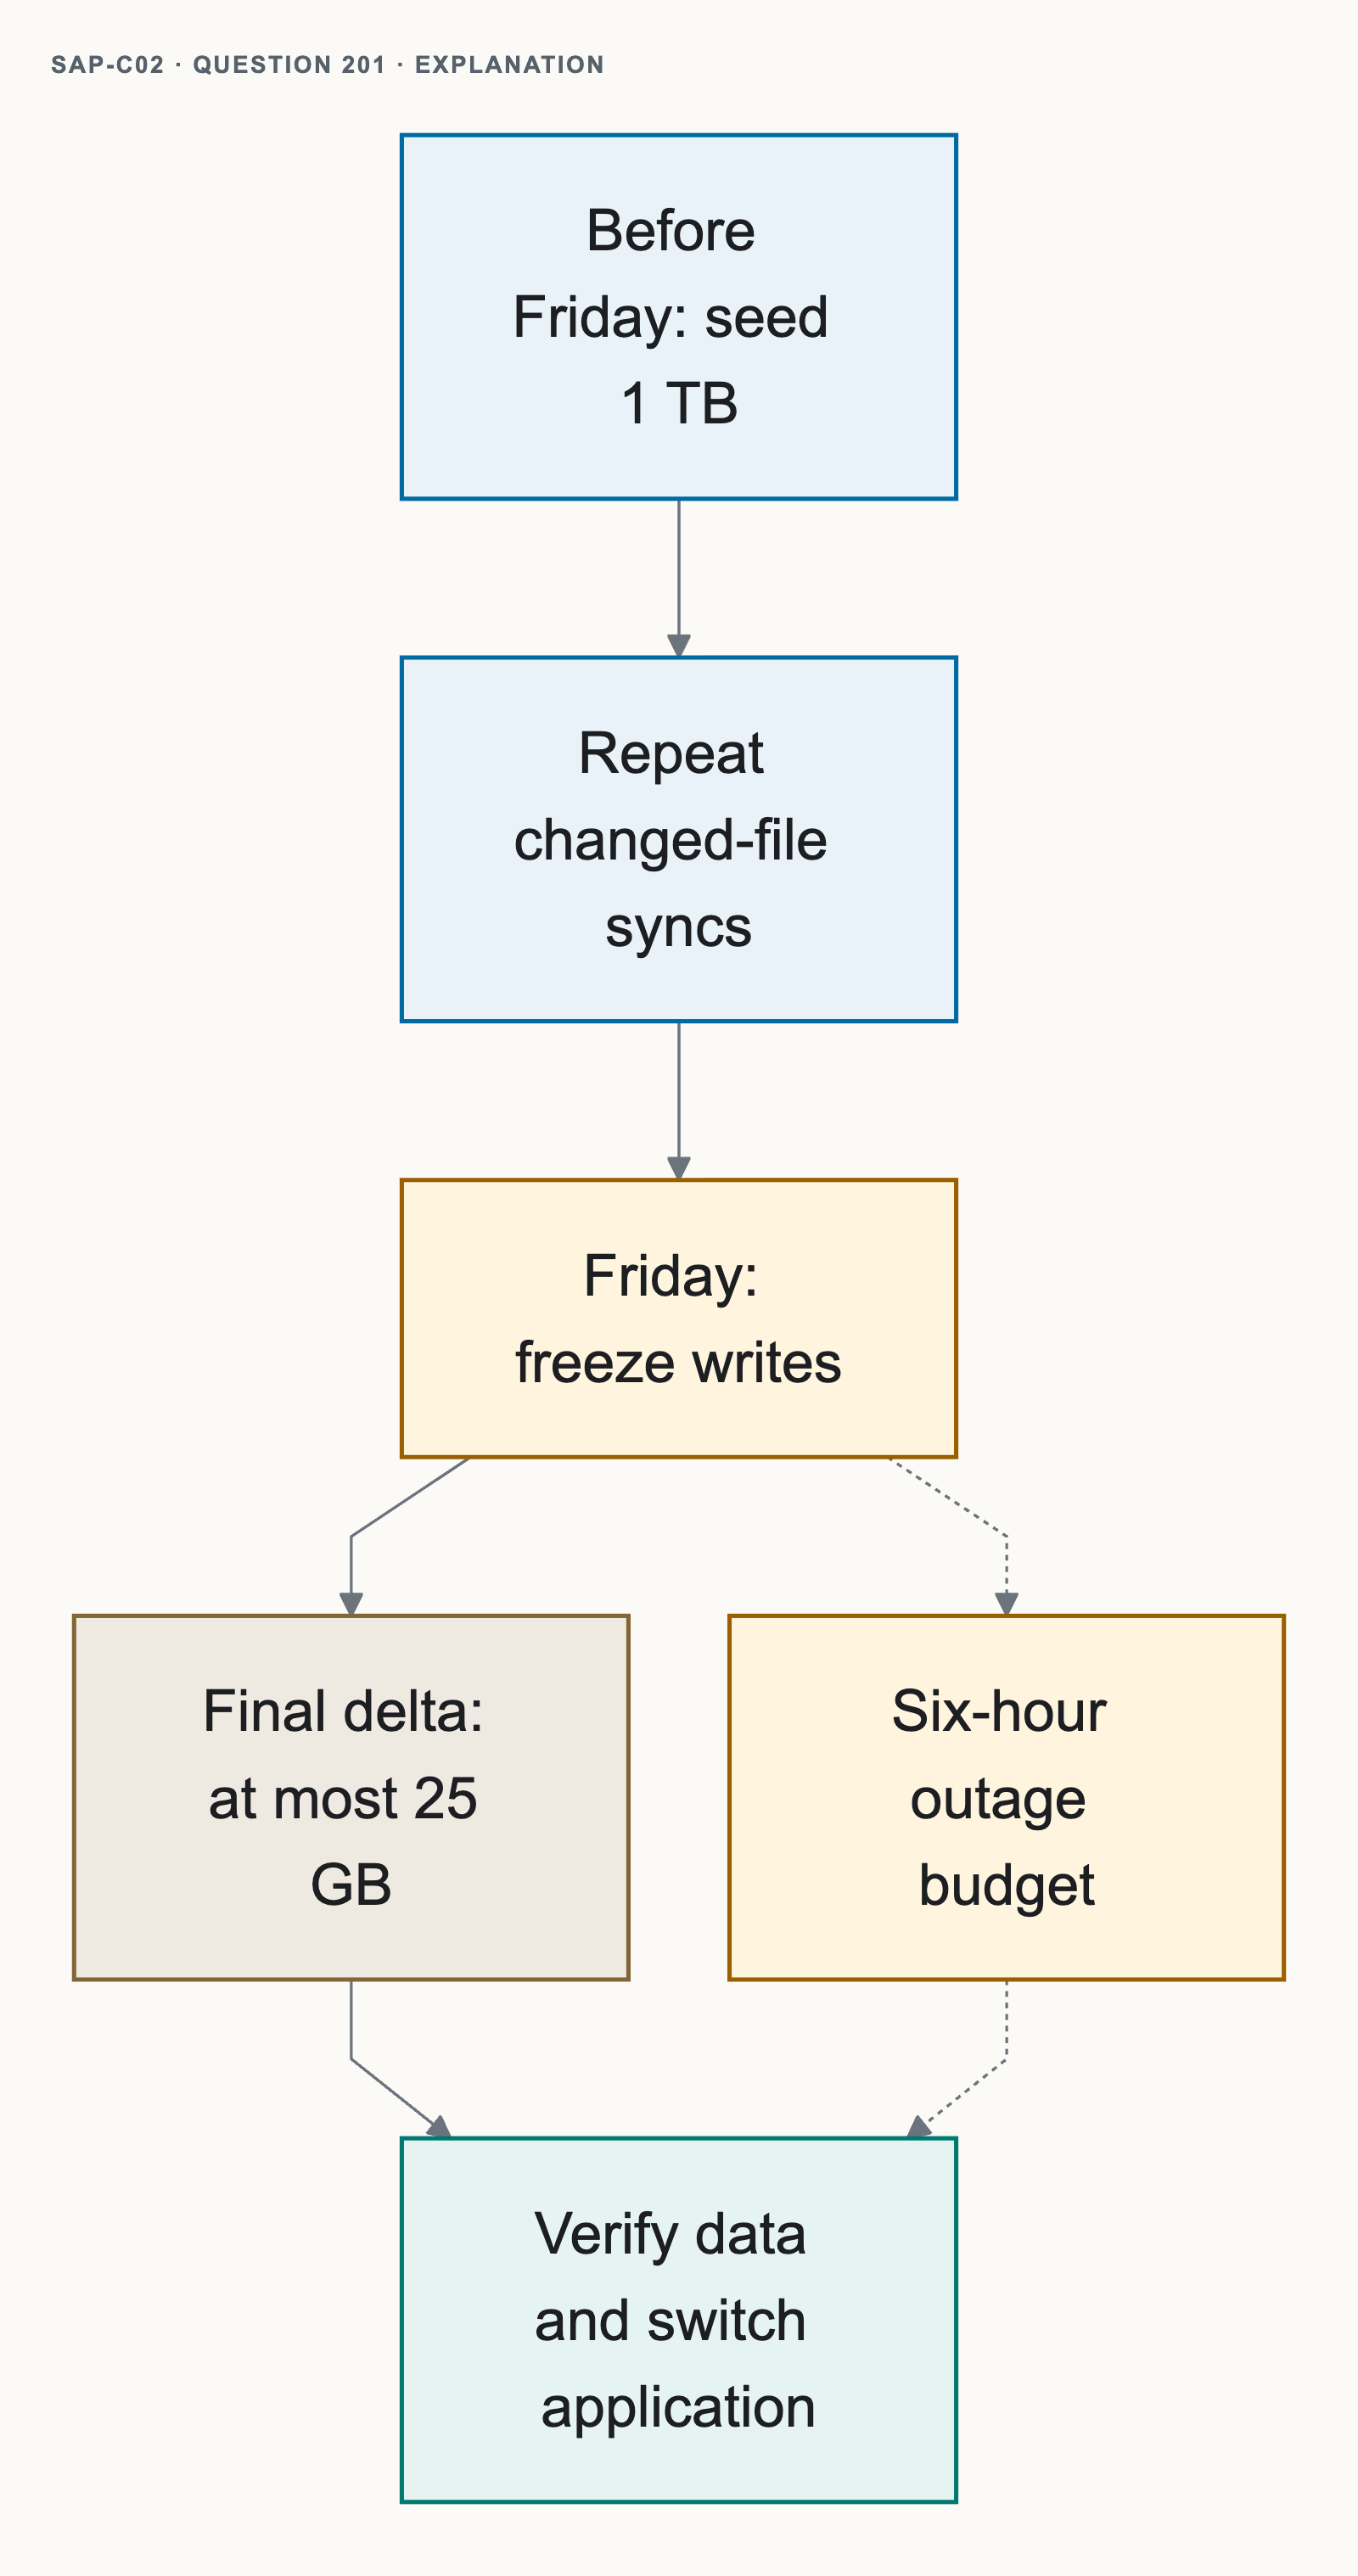 SAP-C02 · QUESTION 201 · EXPLANATION
Before
Friday: seed
1 TB
Repeat
changed-file
syncs
Friday:
freeze writes
Final delta:
at most 25
GB
Six-hour
outage
budget
Verify data
and switch
application